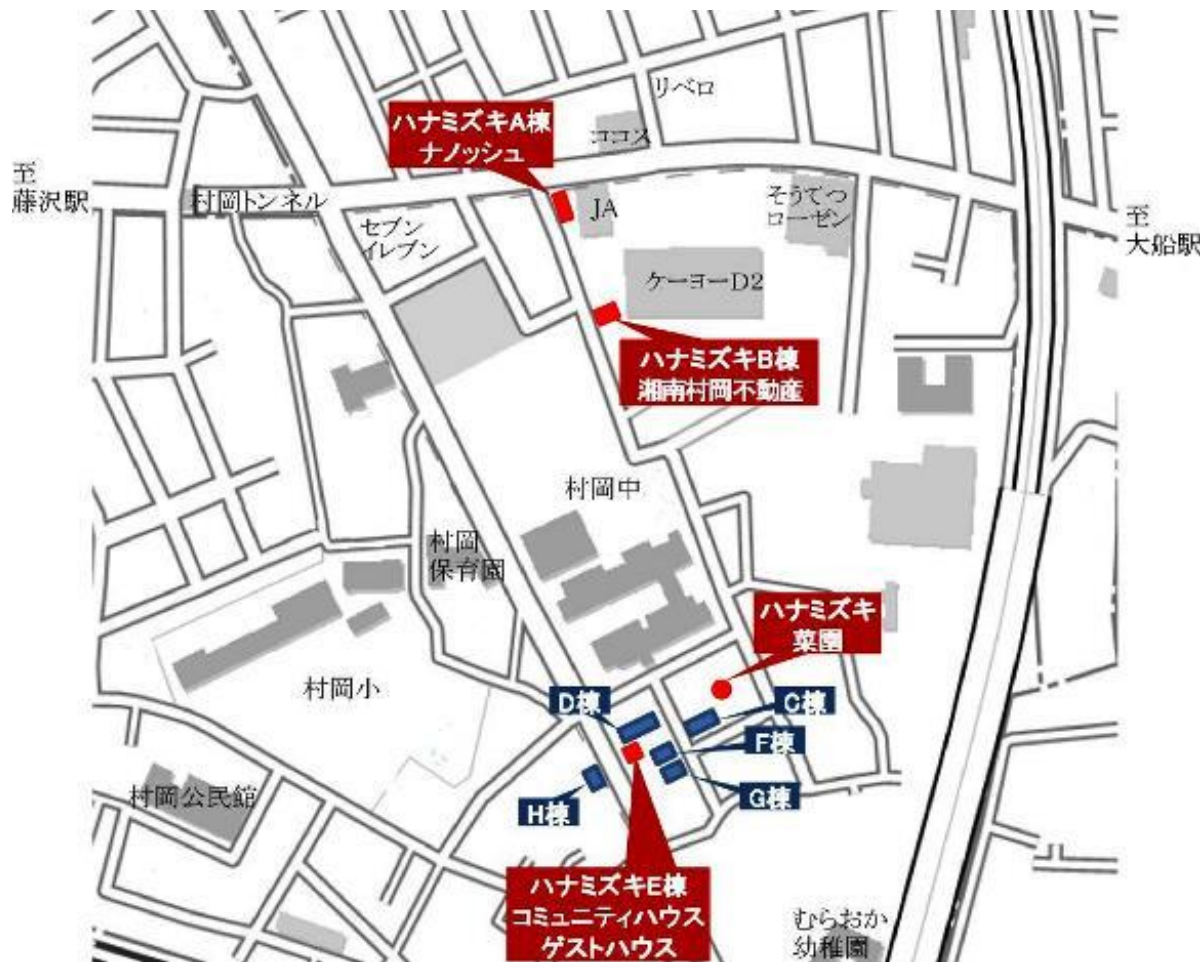 リベロ
ハナミズキA棟
ナノッシュ
ココス
至
藤沢駅
村岡トンネル
セブン
イレブン
JA
そうてつ
ローゼン
至
大船駅
ケーヨーD2
ハナミズキB棟
湘南村岡不動産
村岡中
村岡
保育園
ハナミズキ
菜園
村岡小
D棟
C棟
F棟
G棟
H棟
村岡公民館
ハナミズキE棟
コミュニティハウス
ゲストハウス
むらおか
幼稚園